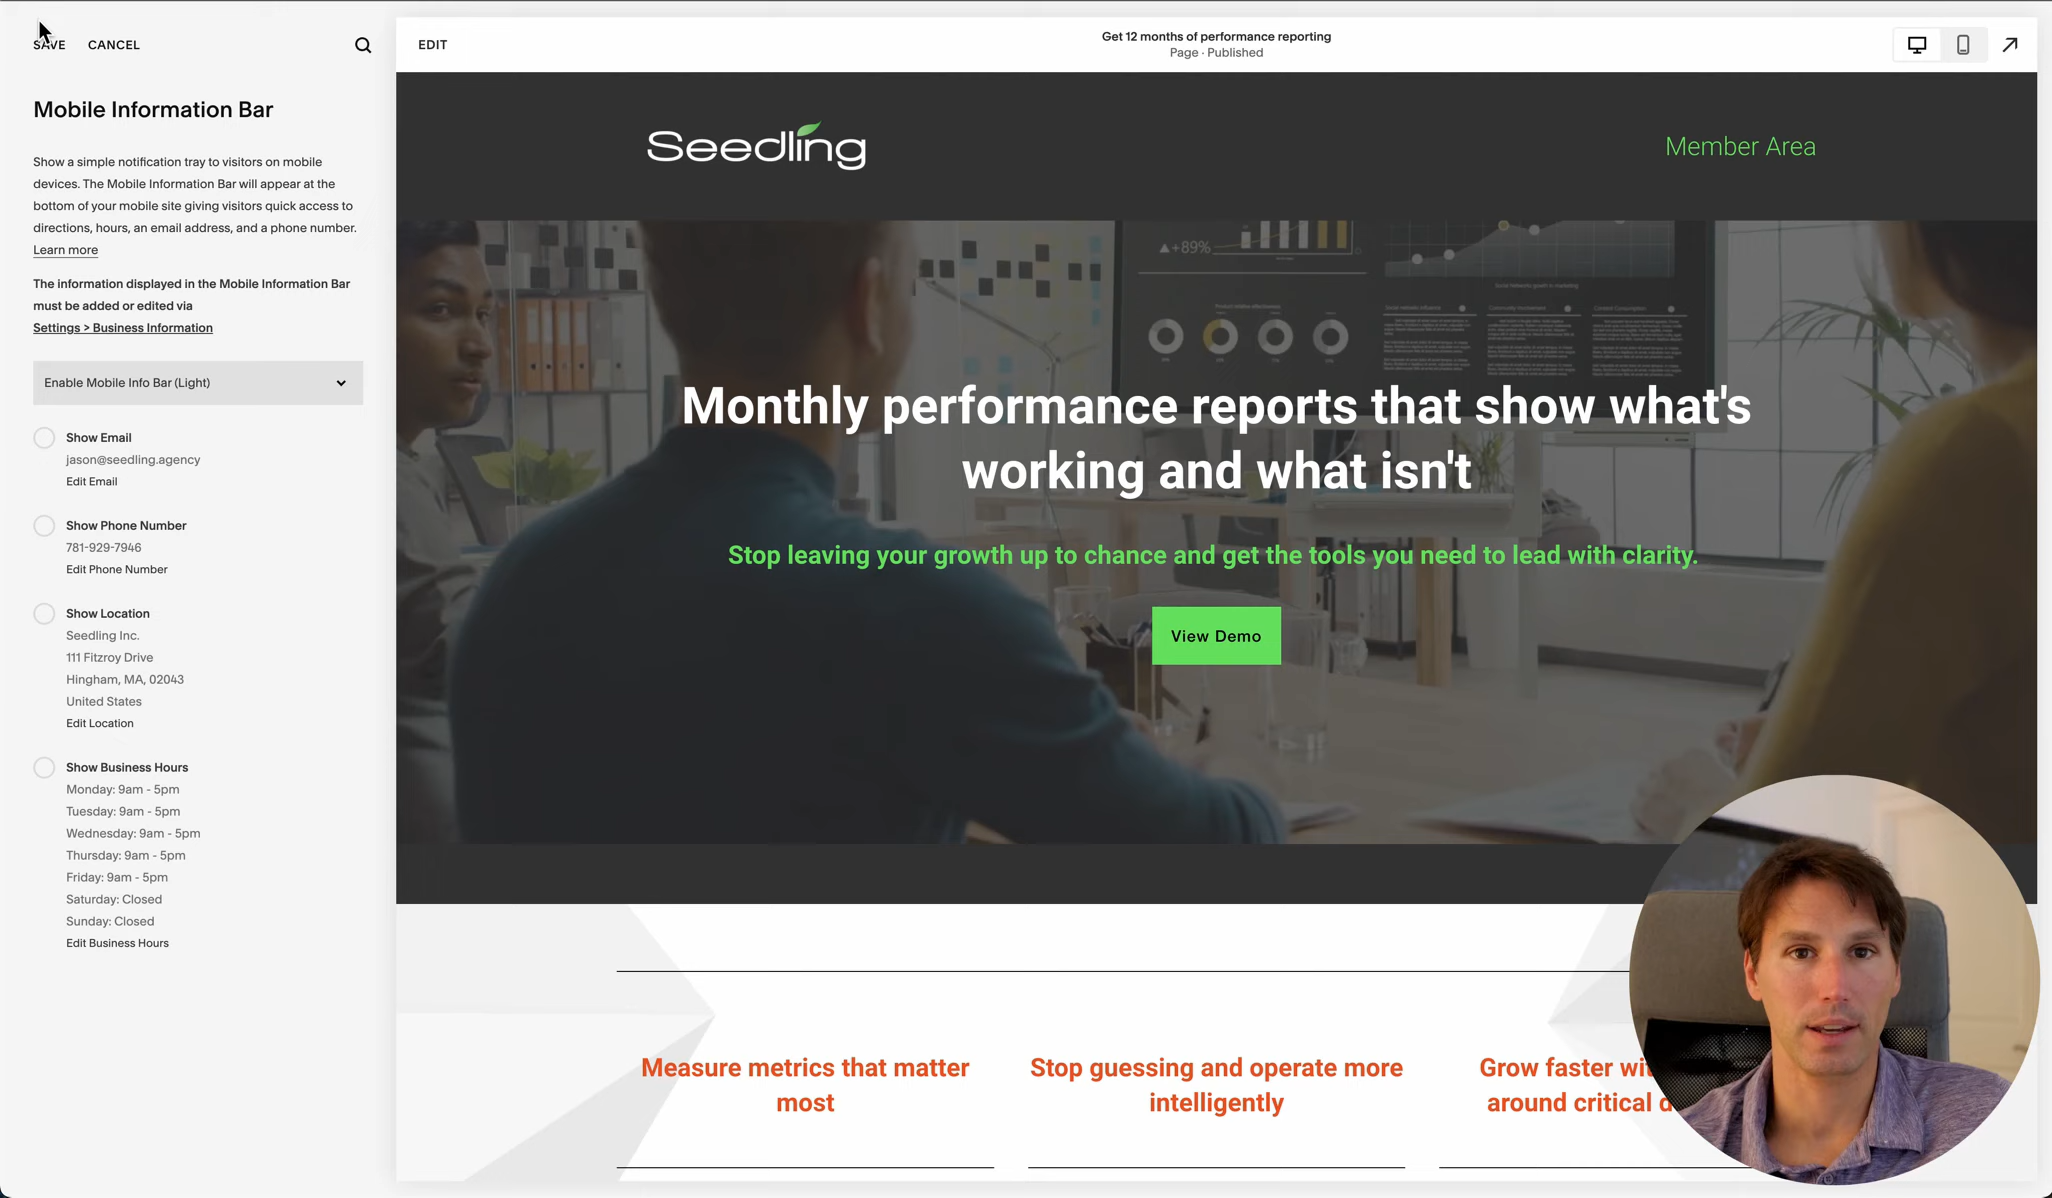 SAVE CANCEL
Mobile Information Bar
Show a simple notification tray to visitors on mobile
devices. The Mobile Information Bar will appear at the
bottom of your mobile site giving visitors quick access to
directions, hours, an email address, and a phone number.
Learn more
The information displayed in the Mobile Information Bar
must be added or edited via
Settings > Business Information
Enable Mobile Info Bar (Light)
Show Email
jason@seedling.agency
Edit Email
Show Phone Number
781-929-7946
Edit Phone Number
Show Location
Seedling Inc.
111 Fitzroy Drive
Hingham, MA, 02043
United States
Edit Location
Show Business Hours
Monday: 9am - 5pm
Tuesday: 9am - 5pm
Wednesday: 9am - 5pm
Thursday: 9am - 5pm
Friday: 9am - 5pm
Saturday: Closed
Sunday: Closed
Edit Business Hours
EDIT
Get 12 months of performance reporting
Page · Published
Seedling
Member Area
+89%
Social Networks growth in marketing
Monthly performance reports that show what's
working and what isn't
Stop leaving your growth up to chance and get the tools you need to lead with clarity.
View Demo
Measure metrics that matter
most
Stop guessing and operate more
intelligently
Grow faster
around critical